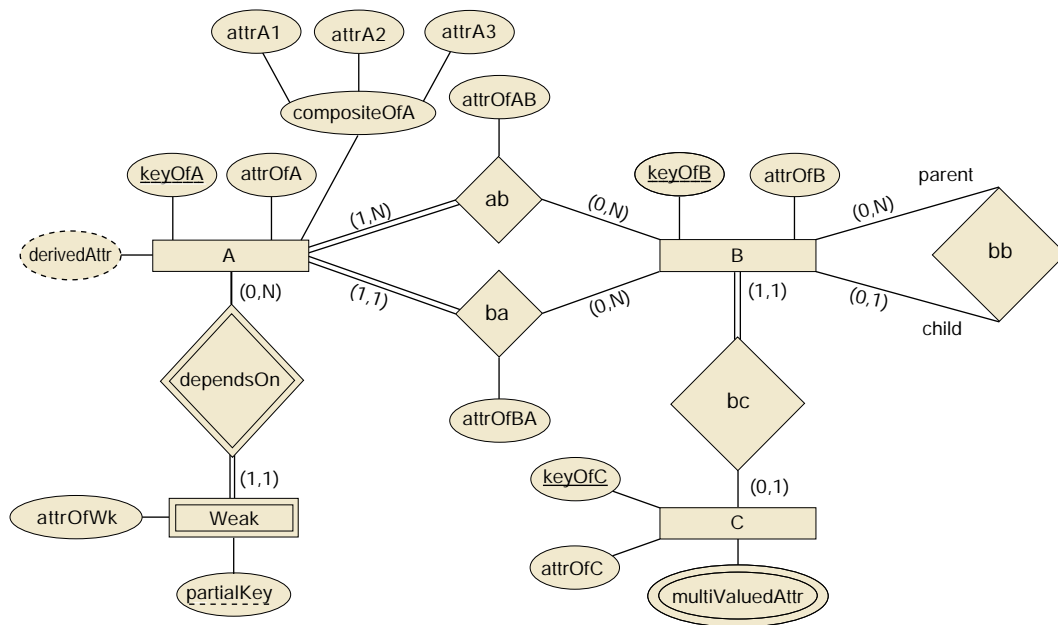 attrA1
attrA2
attrA3
compositeOfA
attrOfAB
keyOfA
attrOfA
keyOfB
attrOfB
parent
(1,N)
ab
(0,N)
(0,N)
derivedAttr
A
B
bb
(0,N)
(1,1)
ba
(0,N)
(1,1)
(0,1)
child
dependsOn
bc
attrOfBA
(1,1)
keyOfC
(0,1)
attrOfWk
Weak
C
attrOfC
partialKey
multiValuedAttr